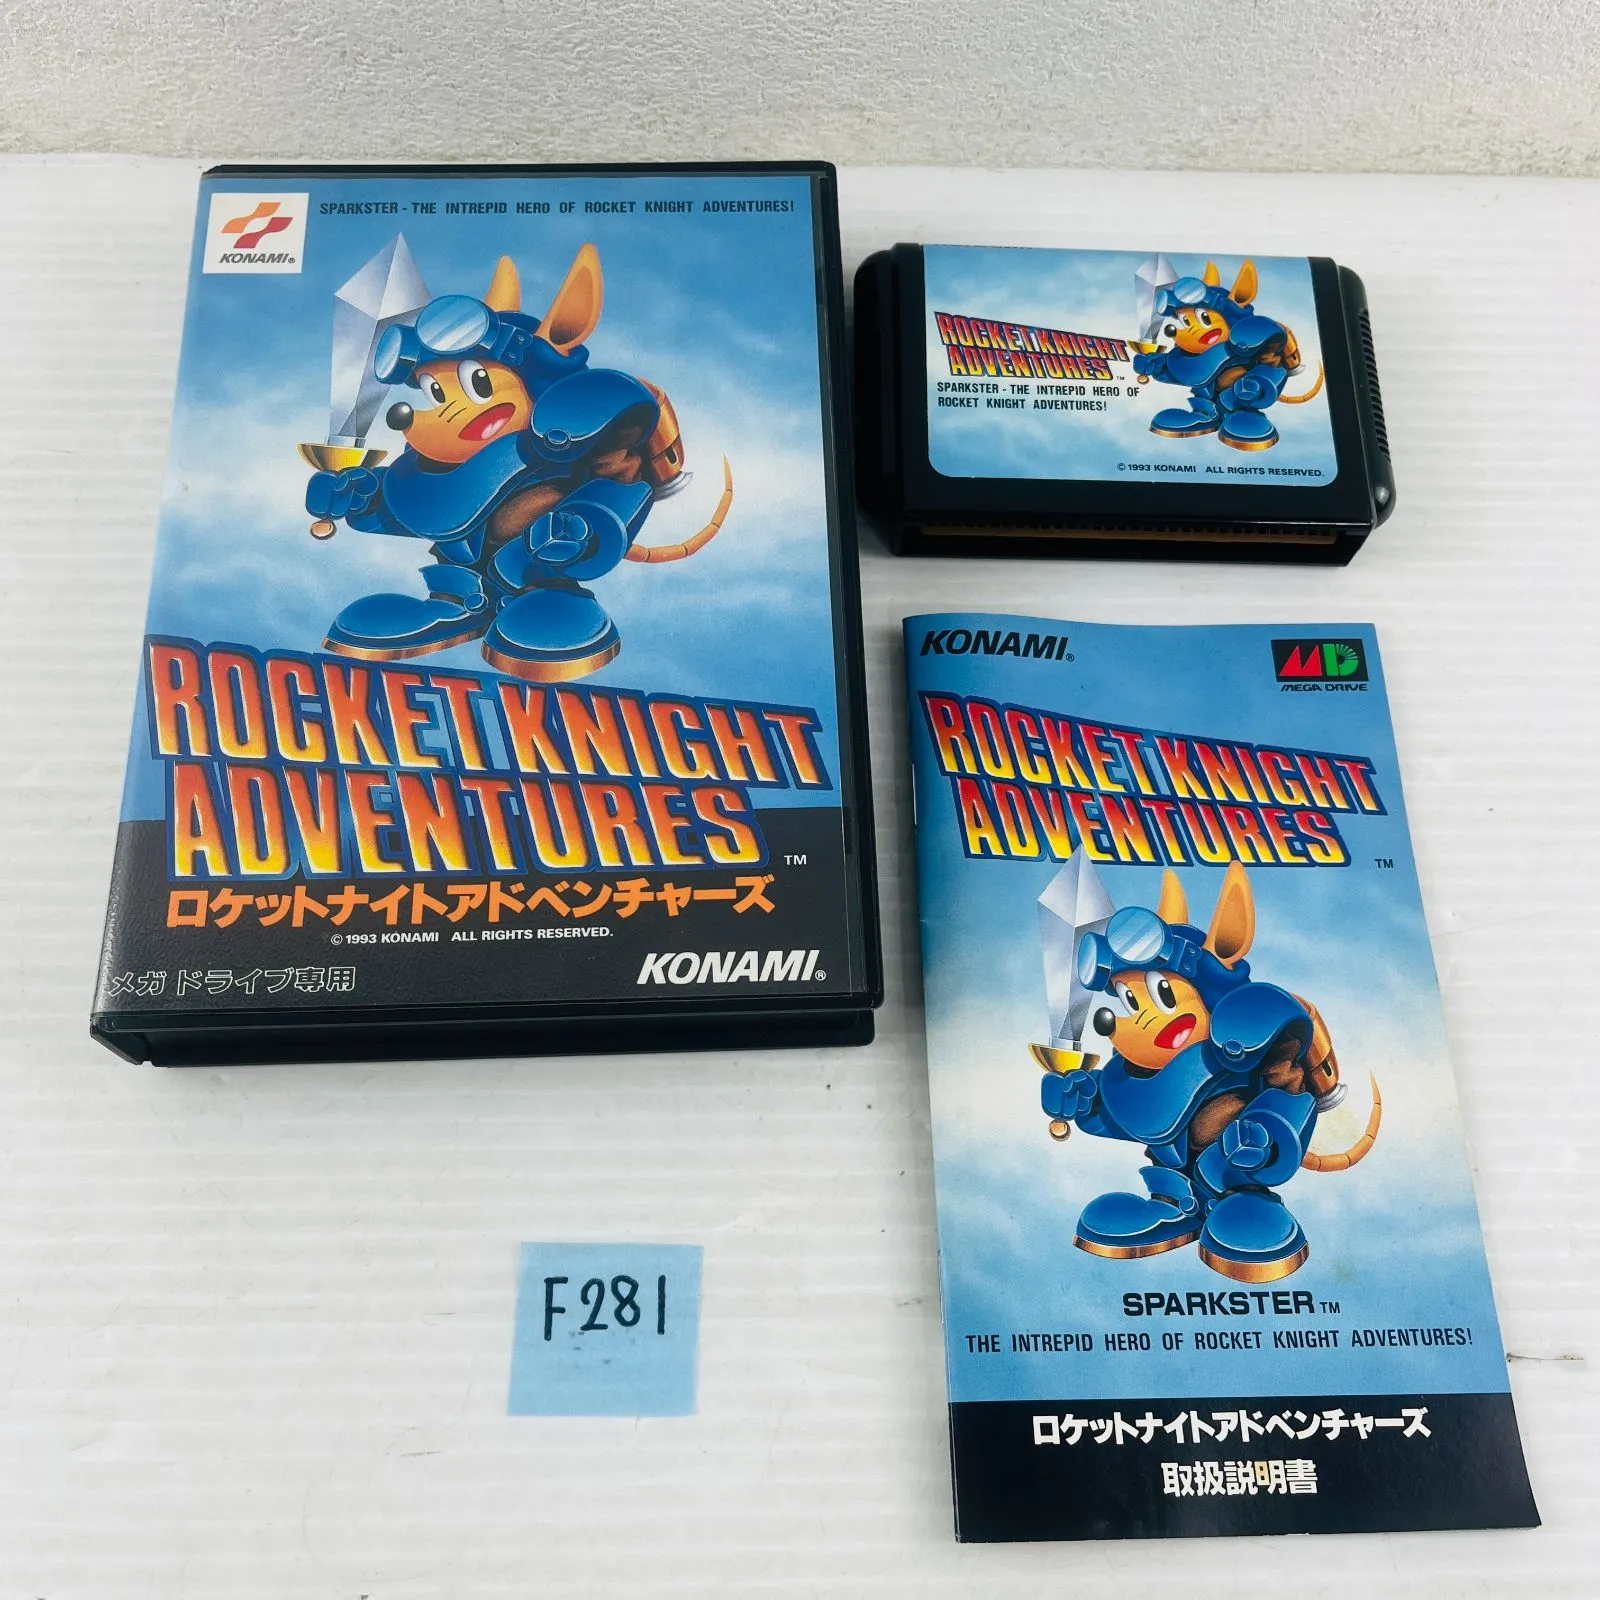 KONAMI®
SPARKSTER - THE INTREPID HERO OF ROCKET KNIGHT ADVENTURES!
ROCKET KNIGHT
ADVENTURES TM
ロケットナイトアドベンチャーズ
© 1993 KONAMI ALL RIGHTS RESERVED.
メガドライブ専用
KONAMI®
ROCKET KNIGHT
ADVENTURES TM
SPARKSTER - THE INTREPID HERO OF
ROCKET KNIGHT ADVENTURES!
© 1993 KONAMI ALL RIGHTS RESERVED.
KONAMI®
MD
MEGA DRIVE
ROCKET KNIGHT
ADVENTURES TM
SPARKSTER TM
THE INTREPID HERO OF ROCKET KNIGHT ADVENTURES!
ロケットナイトアドベンチャーズ
取扱説明書
F281